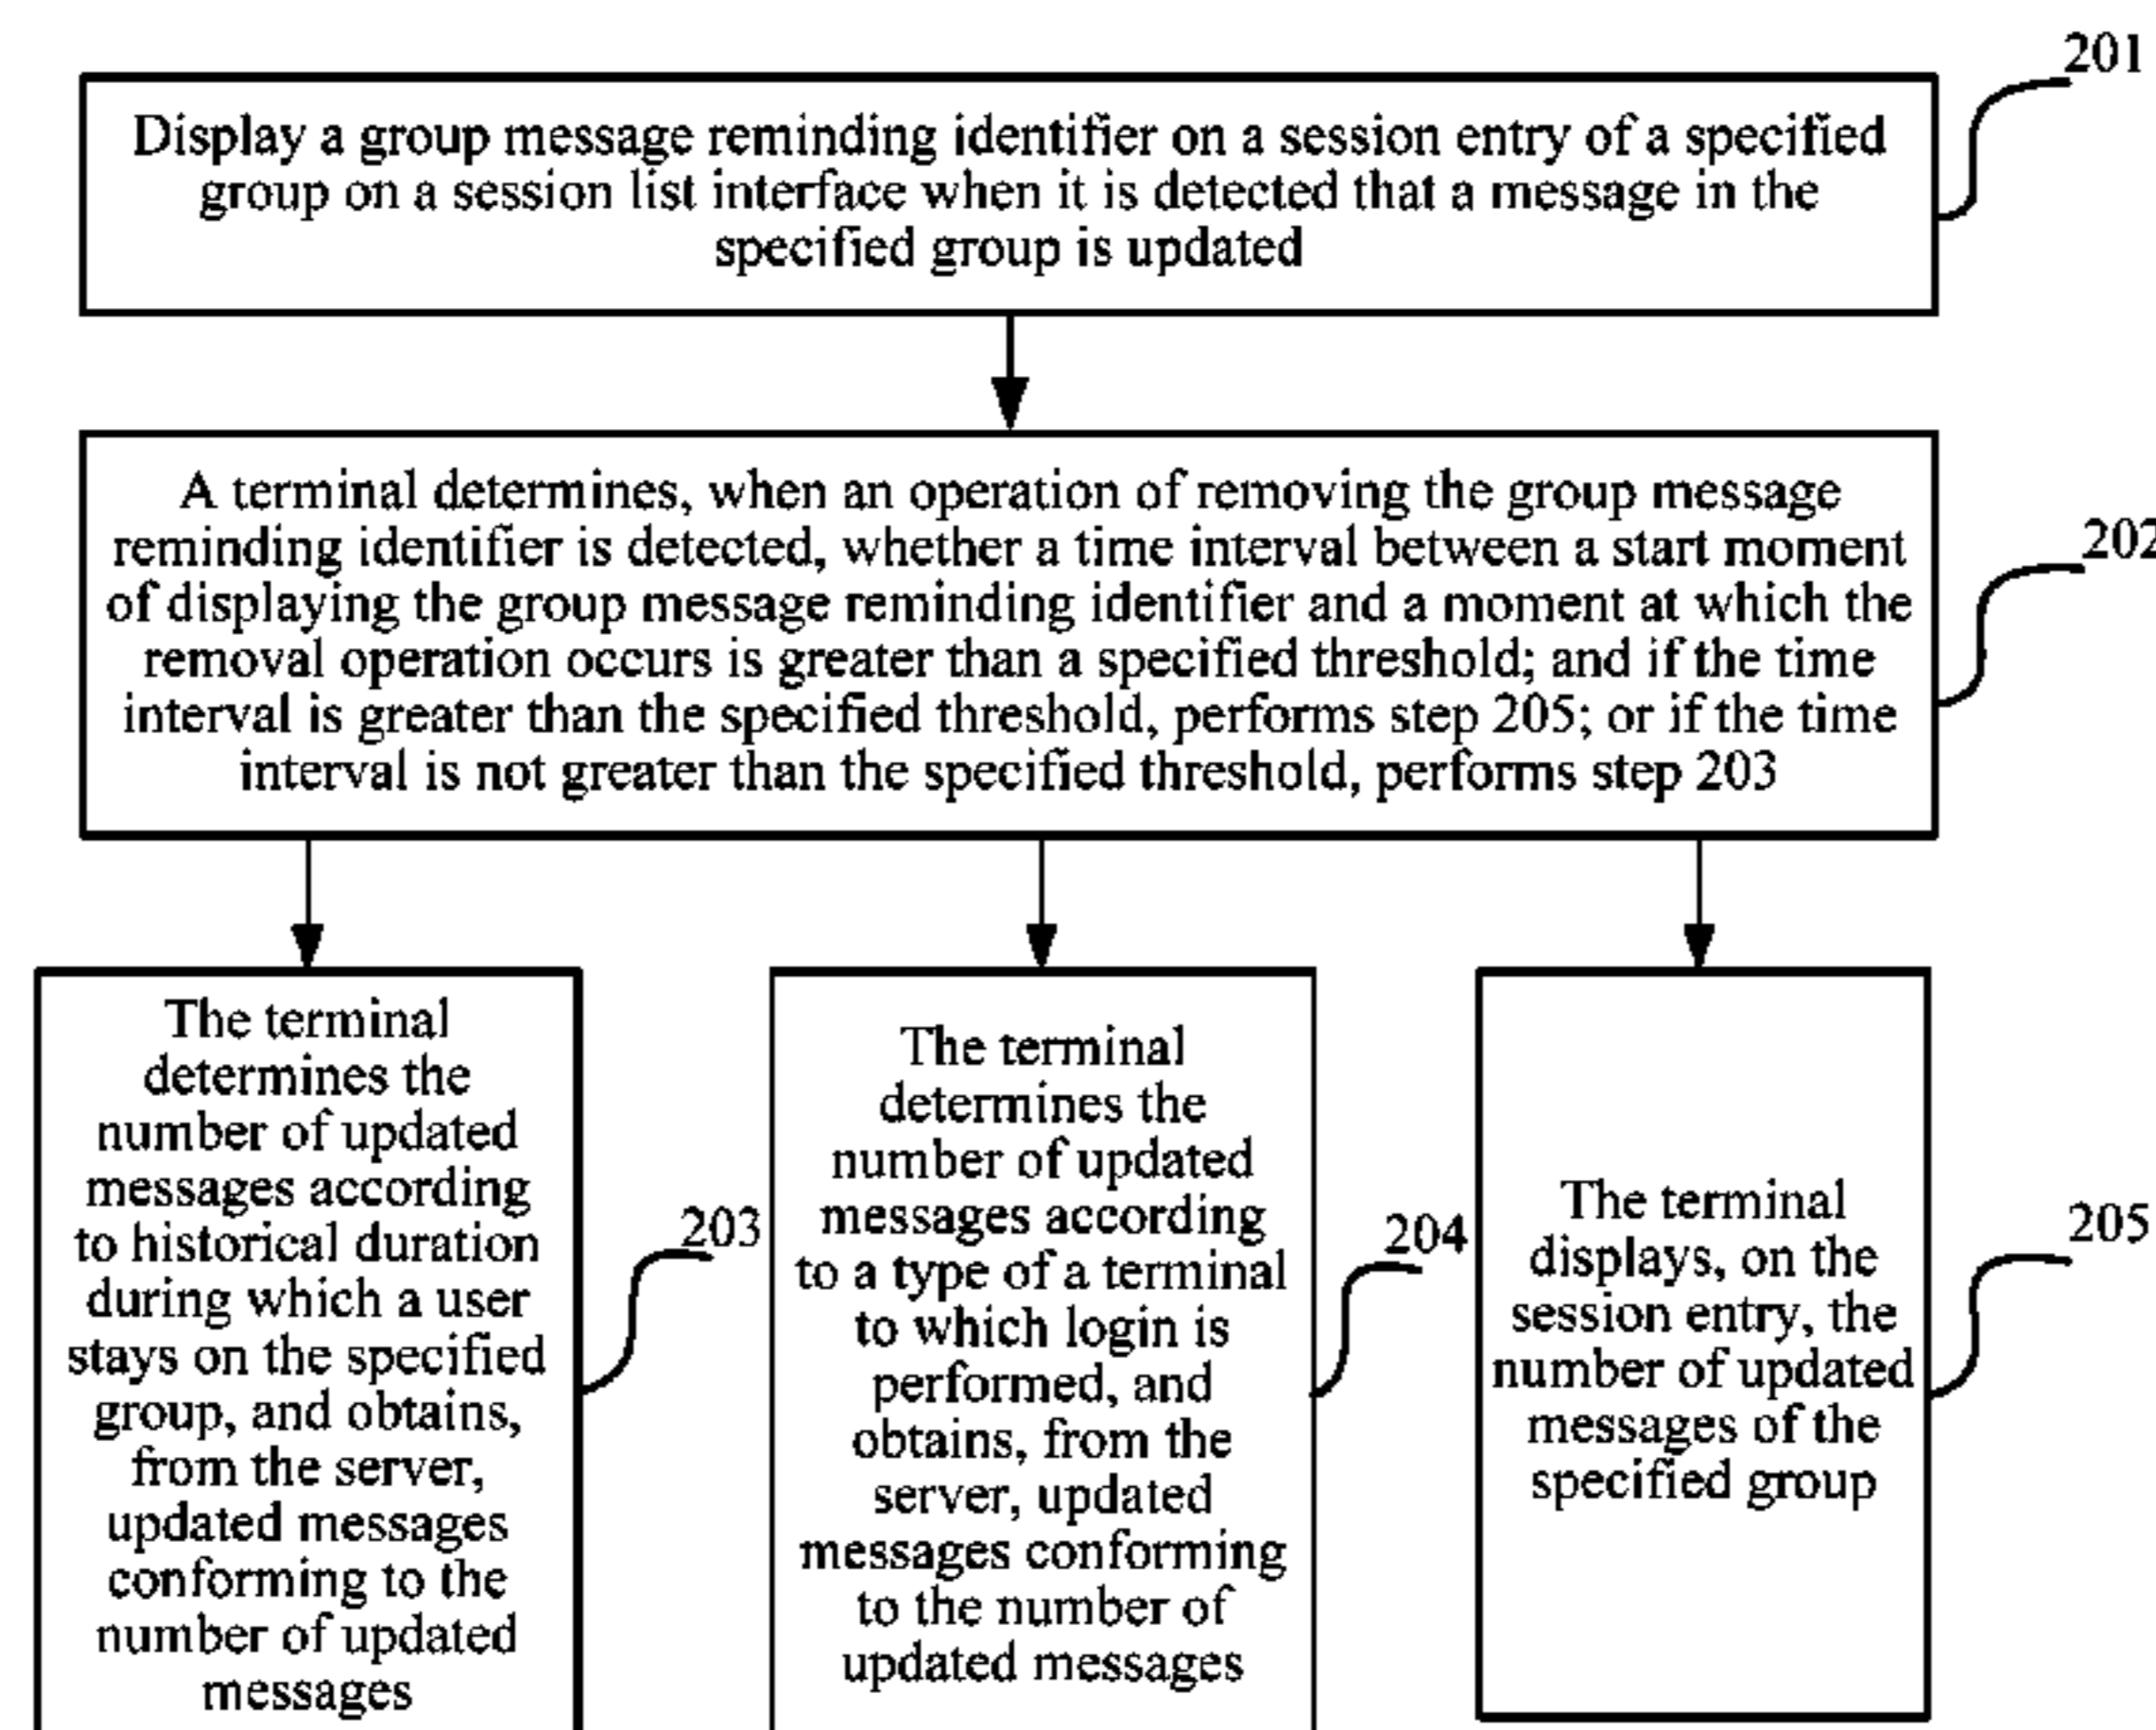 201
Display a group message reminding identifier on a session entry of a specified
group on a session list interface when it is detected that a message in the
specified group is updated
A terminal determines, when an operation of removing the group message
reminding identifier is detected, whether a time interval between a start moment
of displaying the group message reminding identifier and a moment at which the
removal operation occurs is greater than a specified threshold; and if the time
interval is greater than the specified threshold, performs step 205; or if the time
interval is not greater than the specified threshold, performs step 203
202
The terminal
determines the
number of updated
messages according
to historical duration
during which a user
stays on the specified
group, and obtains,
from the server,
updated messages
conforming to the
number of updated
messages
203
The terminal
determines the
number of updated
messages according
to a type of a terminal
to which login is
performed, and
obtains, from the
server, updated
messages conforming
to the number of
updated messages
204
The terminal
displays, on the
session entry, the
number of updated
messages of the
specified group
205